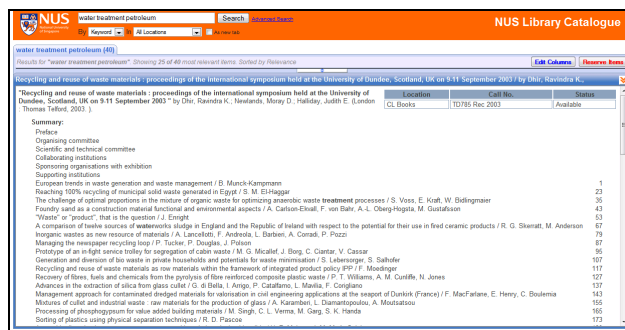 NUS
National University
of Singapore
water treatment petroleum
Search
Advanced Search
NUS Library Catalogue
By Keyword In All Locations As new tab
water treatment petroleum (40)
Results for "water treatment petroleum". Showing 25 of 40 most relevant items. Sorted by Relevance
Edit Columns
Reserve Items
Recycling and reuse of waste materials : proceedings of the international symposium held at the University of Dundee, Scotland, UK on 9-11 September 2003 / by Dhir, Ravindra K.,
"Recycling and reuse of waste materials : proceedings of the international symposium held at the University of
Dundee, Scotland, UK on 9-11 September 2003 " by Dhir, Ravindra K.; Newlands, Moray D.; Halliday, Judith E. (London
: Thomas Telford, 2003. ).
Location Call No. Status
CL Books TD785 Rec 2003 Available
Summary:
Preface
Organising committee
Scientific and technical committee
Collaborating institutions
Sponsoring organisations with exhibition
Supporting institutions
European trends in waste generation and waste management / B. Munck-Kampmann 1
Reaching 100% recycling of municipal solid waste generated in Egypt / S. M. El-Haggar 23
The challenge of optimal proportions in the mixture of organic waste for optimizing anaerobic waste treatment processes / S. Voss, E. Kraft, W. Bidlingmaier 35
Foundry sand as a construction material functional and environmental aspects / A. Carlson-Ekvall, F. von Bahr, A.-L. Oberg-Hogsta, M. Gustafsson 43
"Waste" or "product", that is the question / J. Enright 53
A comparison of twelve sources of waterworks sludge in England and the Republic of Ireland with respect to the potential for their use in fired ceramic products / R. G. Skerratt, M. Anderson 67
Inorganic wastes as new resource of materials / A. Lancellotti, F. Andreola, L. Barbieri, A. Corradi, P. Pozzi 79
Managing the newspaper recycling loop / P. Tucker, P. Douglas, J. Polson 87
Prototype of an in-fight service trolley for segregation of cabin waste / M. G. Micallef, J. Borg, C. Ciantar, V. Cassar 95
Generation and diversion of bio waste in private households and potentials for waste minimisation / S. Lebersorger, S. Salhofer 107
Recycling and reuse of waste materials as row materials within the framework of integrated product policy IPP / F. Moedinger 117
Recovery of fibres, fuels and chemicals from the pyrolysis of fibre reinforced composite plastic waste / P. T. Williams, A. M. Cunliffe, N. Jones 127
Advances in the extraction of silica from glass cullet / G. di Bella, I. Arrigo, P. Catalfamo, L. Mavilia, F. Corigliano 137
Management approach for contaminated dredged materials for valorisation in civil engineering applications at the seaport of Dunkirk (France) / F. MacFarlane, E. Henry, C. Boulemia 143
Mixtures of cullet and industrial waste : raw materials for the production of glass / A. Karamben, L. Diamantopoulou, A. Moutsatsou 155
Processing of phosphogypsum for value added building materials / M. Singh, C. L. Verma, M. Garg, S. K. Handa 165
Sorting of plastics using physical separation techniques / R. D. Pascoe 173